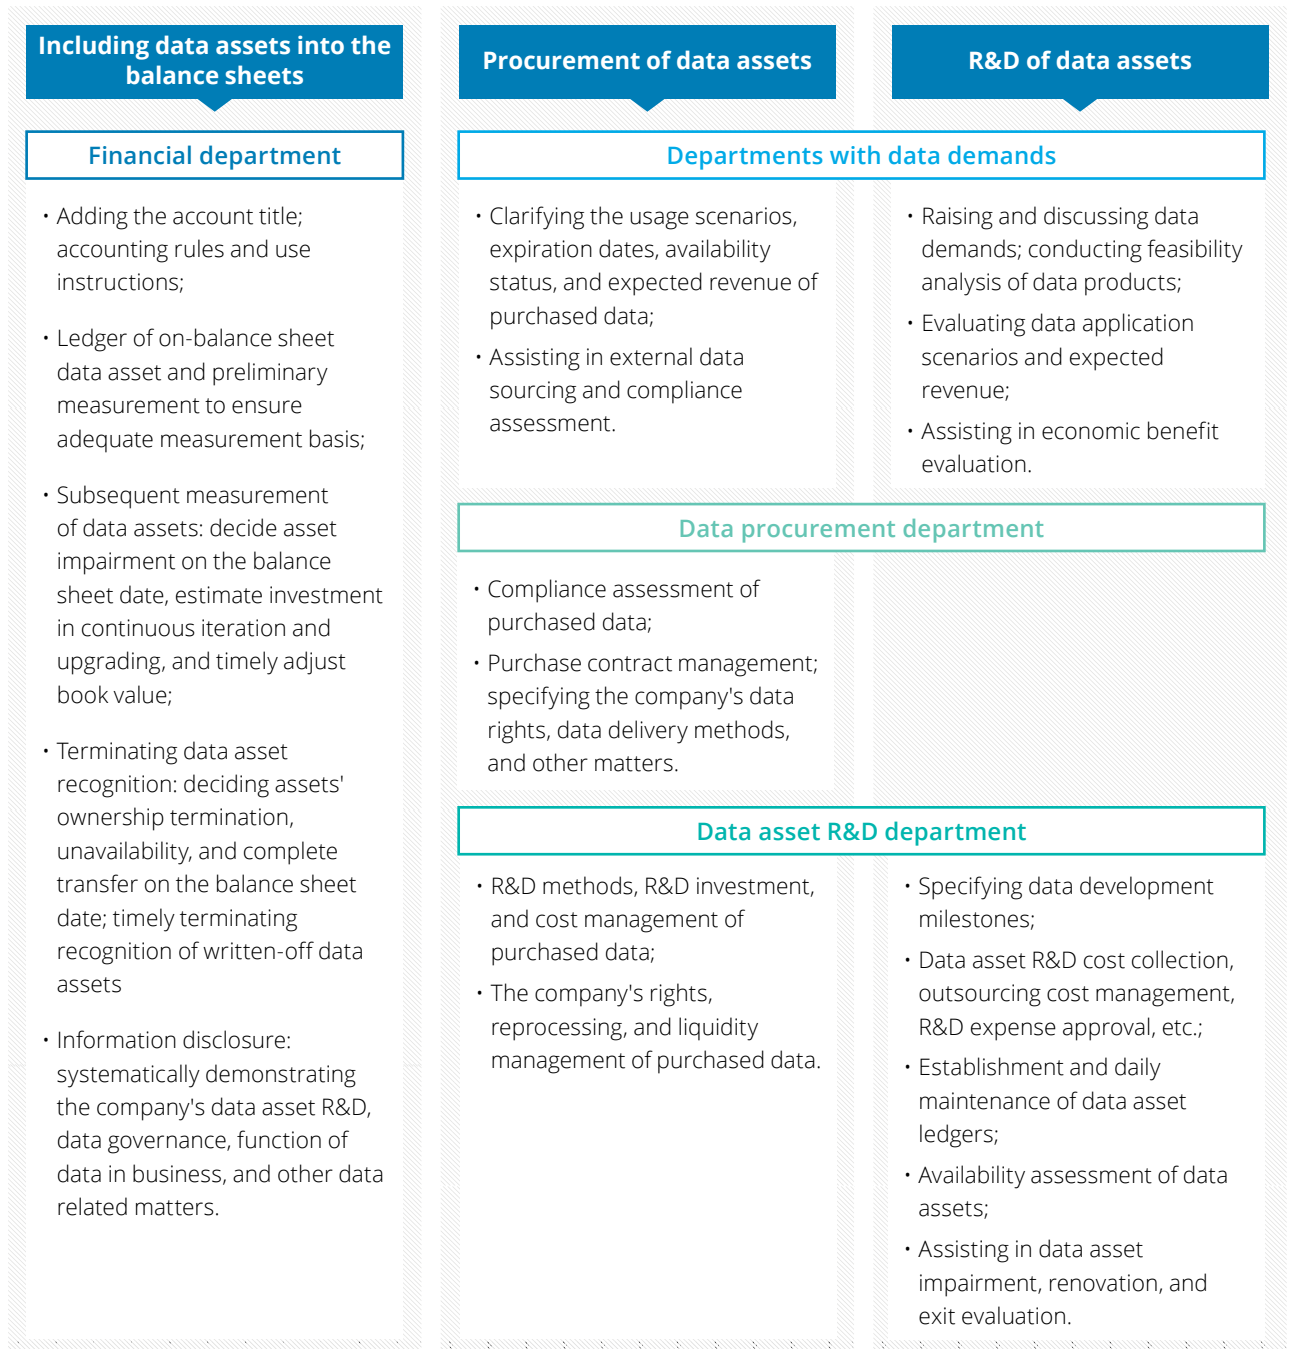 Including data assets into the
balance sheets
Financial department
• Adding the account title;
accounting rules and use
instructions;
• Ledger of on-balance sheet
data asset and preliminary
measurement to ensure
adequate measurement basis;
• Subsequent measurement
of data assets: decide asset
impairment on the balance
sheet date, estimate investment
in continuous iteration and
upgrading, and timely adjust
book value;
• Terminating data asset
recognition: deciding assets'
ownership termination,
unavailability, and complete
transfer on the balance sheet
date; timely terminating
recognition of written-off data
assets
• Information disclosure:
systematically demonstrating
the company's data asset R&D,
data governance, function of
data in business, and other data
related matters.
Procurement of data assets
R&D of data assets
Departments with data demands
• Clarifying the usage scenarios,
expiration dates, availability
status, and expected revenue of
purchased data;
• Assisting in external data
sourcing and compliance
assessment.
• Raising and discussing data
demands; conducting feasibility
analysis of data products;
• Evaluating data application
scenarios and expected
revenue;
• Assisting in economic benefit
evaluation.
Data procurement department
• Compliance assessment of
purchased data;
• Purchase contract management;
specifying the company's data
rights, data delivery methods,
and other matters.
Data asset R&D department
• R&D methods, R&D investment,
and cost management of
purchased data;
• The company's rights,
reprocessing, and liquidity
management of purchased data.
• Specifying data development
milestones;
• Data asset R&D cost collection,
outsourcing cost management,
R&D expense approval, etc.;
• Establishment and daily
maintenance of data asset
ledgers;
• Availability assessment of data
assets;
• Assisting in data asset
impairment, renovation, and
exit evaluation.